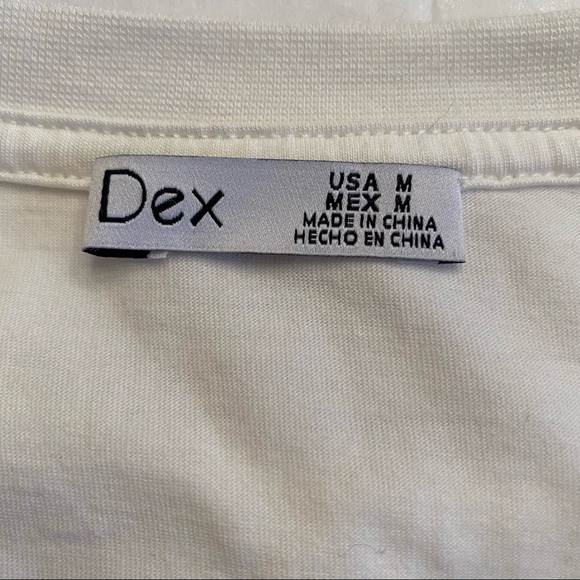 Dex
USA M
MEX M
MADE IN CHINA
HECHO EN CHINA